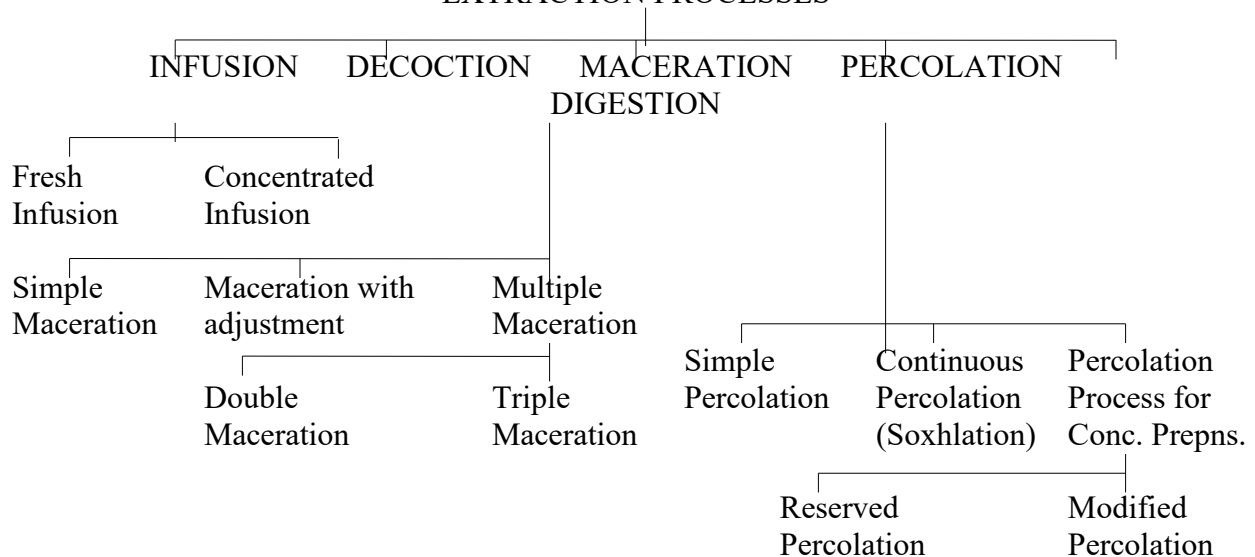 EXTRACTION PROCESSES
INFUSION DECOCTION MACERATION PERCOLATION
DIGESTION
Fresh Concentrated
Infusion Infusion
Simple Maceration with Multiple
Maceration adjustment Maceration
Simple Continuous Percolation
Percolation Percolation Process for
(Soxhlation) Conc. Prepns.
Double Triple
Maceration Maceration
Reserved Modified
Percolation Percolation